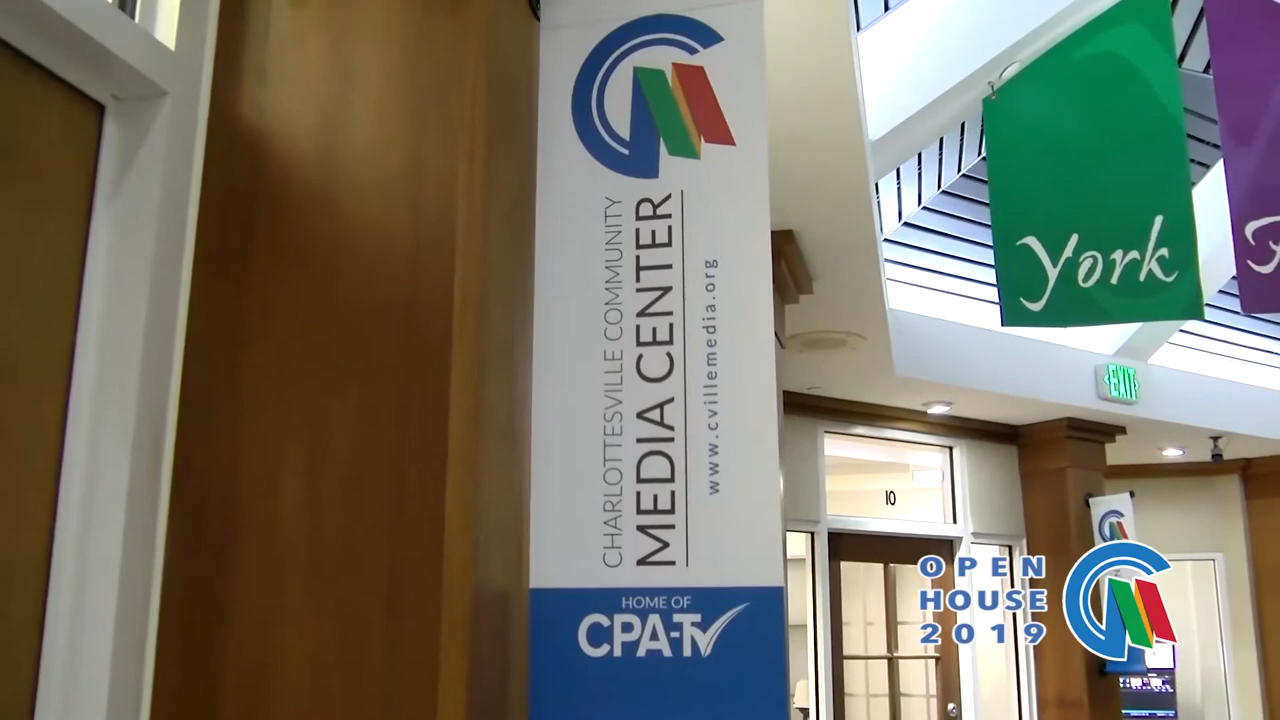 CHARLOTTESVILLE COMMUNITY
MEDIA CENTER
www.cvillemedia.org
HOME OF
CPA-TV
York
EXIT
10
OPEN
HOUSE
2019